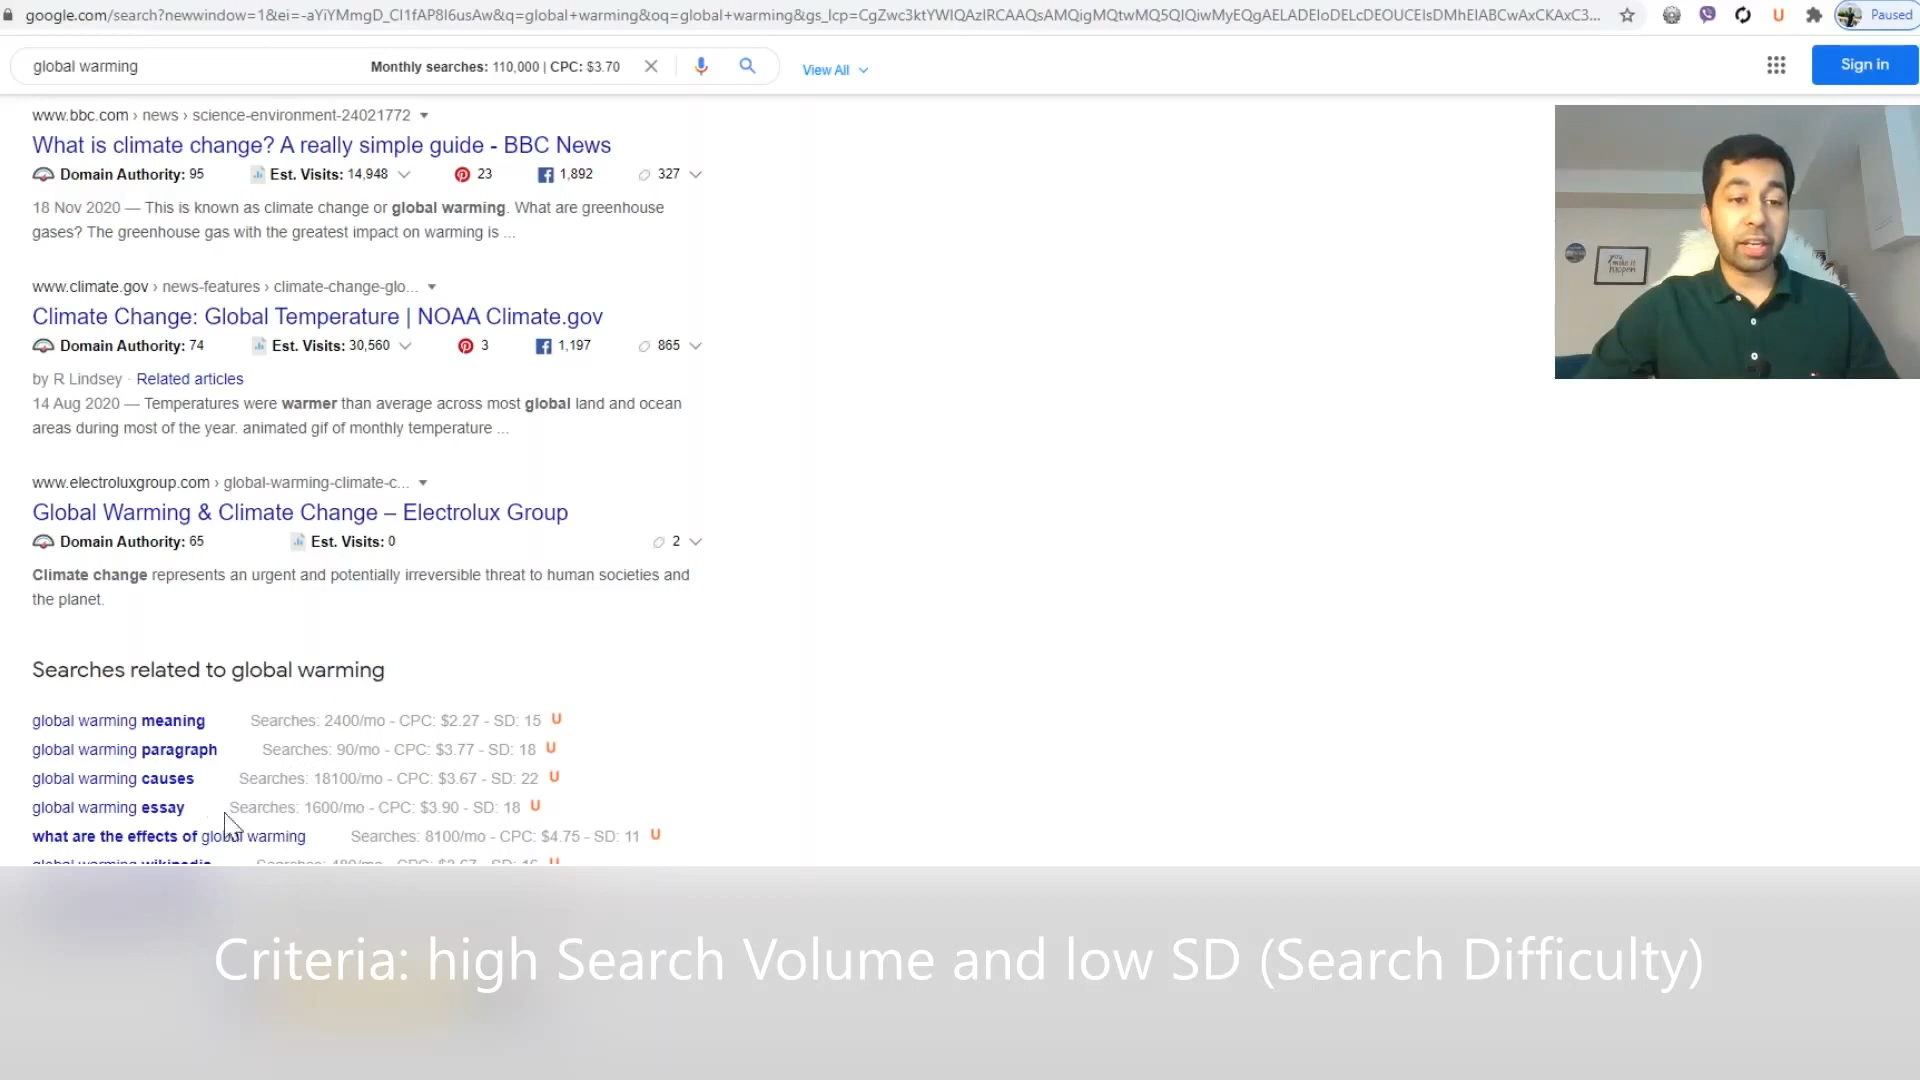 google.com/search?newwindow=1&ei=-aYiYMmgD_CI1fAP8I6usAw&q=global+warming&oq=global+warming&gs_lcp=CgZwc3ktYWIQAzIRCAAQsAMQigMQtwMQ5QIQiwMyEQgAELADEIoDELcDEOUCEIsDMhEIABCwAxCKAxC3... Paused
global warming Monthly searches: 110,000 | CPC: $3.70 View All Sign in
www.bbc.com › news › science-environment-24021772
What is climate change? A really simple guide - BBC News
Domain Authority: 95 Est. Visits: 14,948 23 1,892 327
18 Nov 2020 — This is known as climate change or global warming. What are greenhouse
gases? The greenhouse gas with the greatest impact on warming is ...
www.climate.gov › news-features › climate-change-glo...
Climate Change: Global Temperature | NOAA Climate.gov
Domain Authority: 74 Est. Visits: 30,560 3 1,197 865
by R Lindsey · Related articles
14 Aug 2020 — Temperatures were warmer than average across most global land and ocean
areas during most of the year. animated gif of monthly temperature ...
www.electroluxgroup.com › global-warming-climate-c...
Global Warming & Climate Change – Electrolux Group
Domain Authority: 65 Est. Visits: 0 2
Climate change represents an urgent and potentially irreversible threat to human societies and
the planet.
Searches related to global warming
global warming meaning Searches: 2400/mo - CPC: $2.27 - SD: 15
global warming paragraph Searches: 90/mo - CPC: $3.77 - SD: 18
global warming causes Searches: 18100/mo - CPC: $3.67 - SD: 22
global warming essay Searches: 1600/mo - CPC: $3.90 - SD: 18
what are the effects of global warming Searches: 8100/mo - CPC: $4.75 - SD: 11
global warming wikipedia
Criteria: high Search Volume and low SD (Search Difficulty)